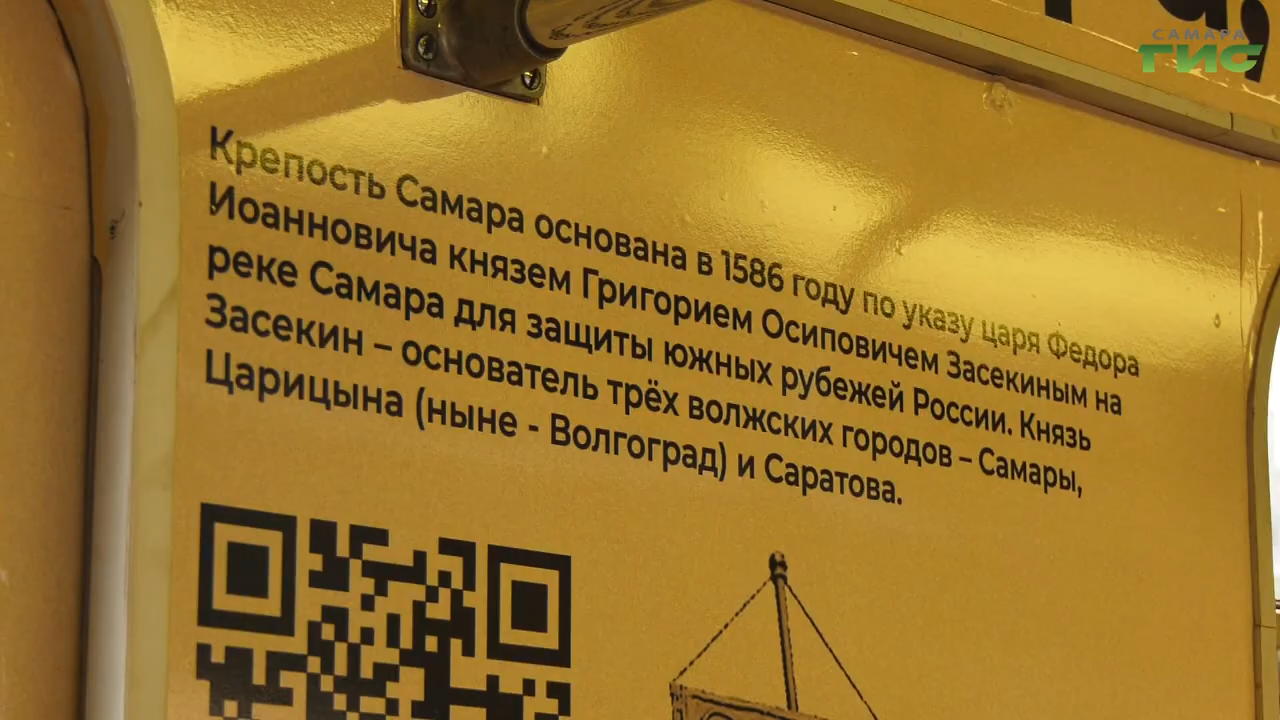 САМАРА
ГИС
Крепость Самара основана в 1586 году по указу царя Федора
Иоанновича князем Григорием Осиповичем Засекиным на
реке Самара для защиты южных рубежей России. Князь
Засекин – основатель трёх волжских городов – Самары,
Царицына (ныне - Волгоград) и Саратова.